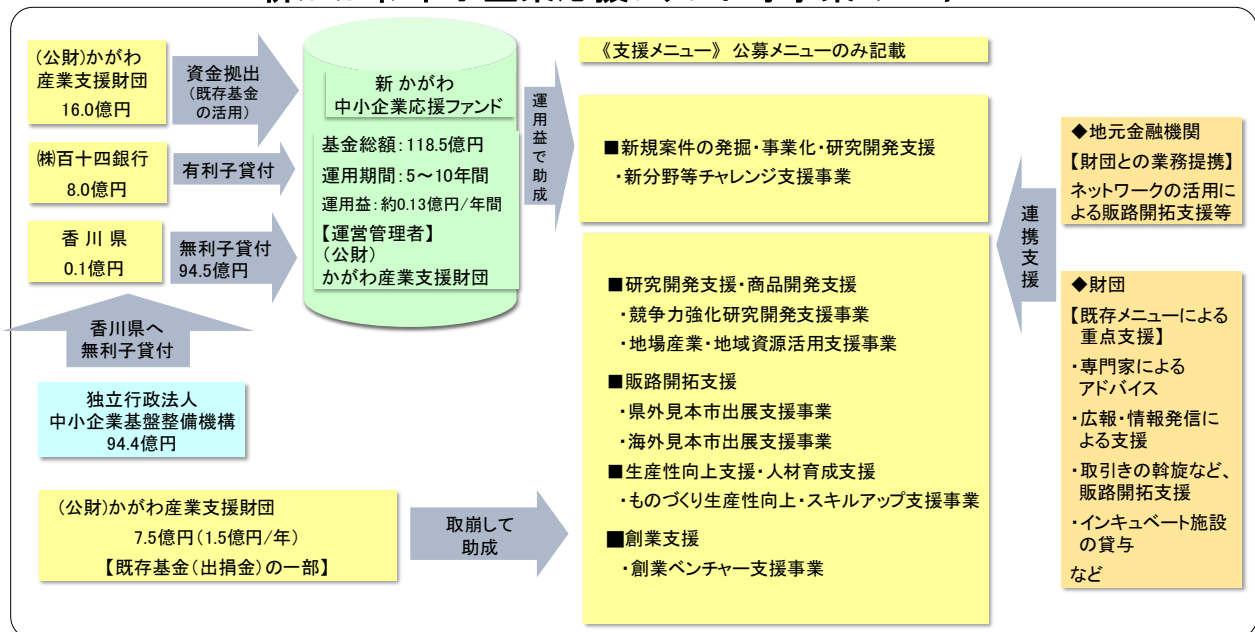 (公財)かがわ
産業支援財団
16.0億円
資金拠出
(既存基金
の活用)
㈱百十四銀行
8.0億円
有利子貸付
香 川 県
0.1億円
無利子貸付
94.5億円
香川県へ
無利子貸付
独立行政法人
中小企業基盤整備機構
94.4億円
新 かがわ
中小企業応援ファンド
基金総額：118.5億円
運用期間：5～10年間
運用益：約0.13億円/年間
【運営管理者】
(公財)
かがわ産業支援財団
運用益で助成
(公財)かがわ産業支援財団
7.5億円(1.5億円/年)
【既存基金(出捐金)の一部】
取崩して
助成
《支援メニュー》 公募メニューのみ記載
■新規案件の発掘・事業化・研究開発支援
・新分野等チャレンジ支援事業
■研究開発支援・商品開発支援
・競争力強化研究開発支援事業
・地場産業・地域資源活用支援事業
■販路開拓支援
・県外見本市出展支援事業
・海外見本市出展支援事業
■生産性向上支援・人材育成支援
・ものづくり生産性向上・スキルアップ支援事業
■創業支援
・創業ベンチャー支援事業
連携支援
◆地元金融機関
【財団との業務提携】
ネットワークの活用に
よる販路開拓支援等
◆財団
【既存メニューによる
重点支援】
・専門家による
アドバイス
・広報・情報発信に
よる支援
・取引きの斡旋など、
販路開拓支援
・インキュベート施設
の貸与
など